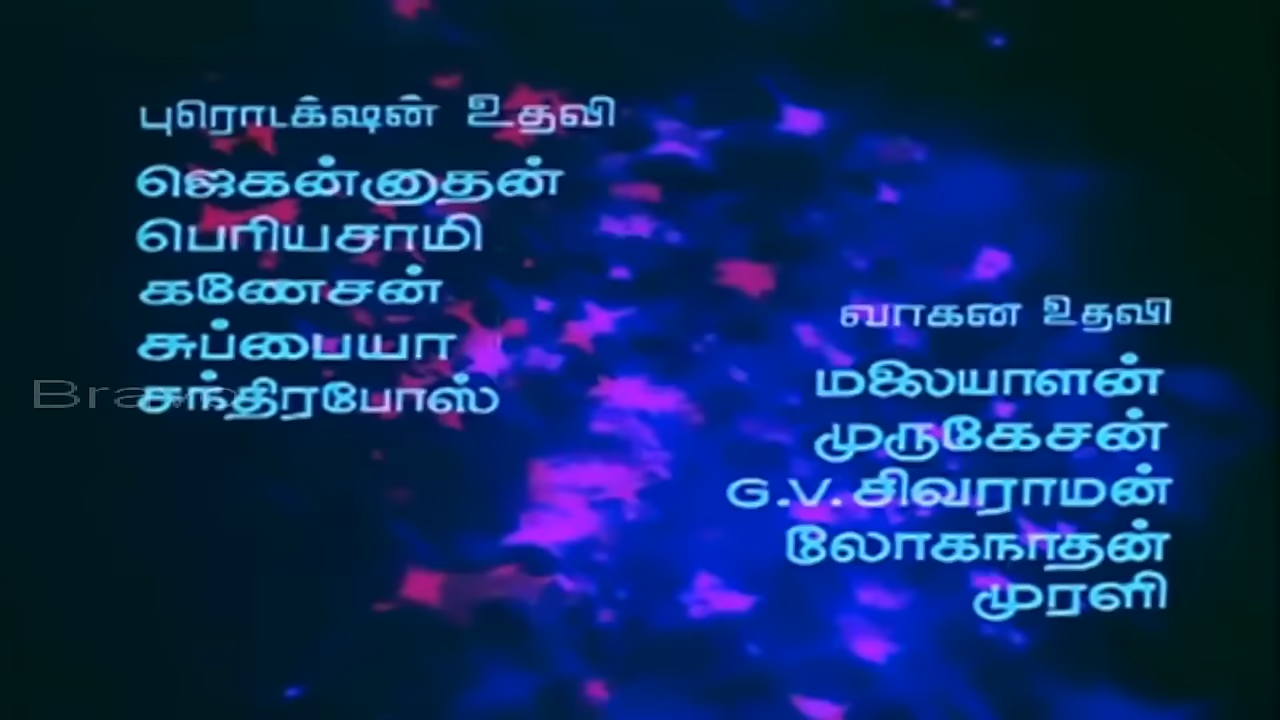 புரொடக்‌ஷன் உதவி
ஜெகன்னாதன்
பெரியசாமி
கணேசன்
சுப்பையா
சந்திரபோஸ்
வாகன உதவி
மலையாளன்
முருகேசன்
G.V. சிவராமன்
லோகநாதன்
முரளி